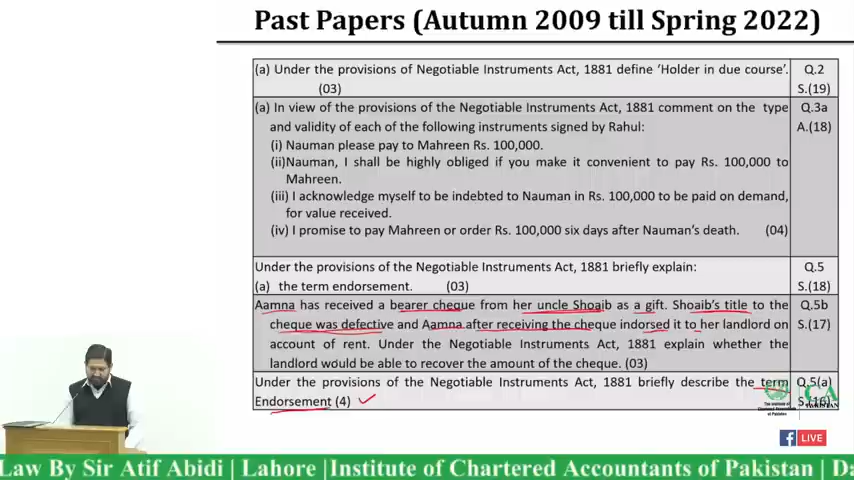 Past Papers (Autumn 2009 till Spring 2022)
(a) Under the provisions of Negotiable Instruments Act, 1881 define 'Holder in due course'. Q.2
(03) S.(19)
(a) In view of the provisions of the Negotiable Instruments Act, 1881 comment on the type Q.3a
and validity of each of the following instruments signed by Rahul: A.(18)
(i) Nauman please pay to Mahreen Rs. 100,000.
(ii)Nauman, I shall be highly obliged if you make it convenient to pay Rs. 100,000 to
Mahreen.
(iii) I acknowledge myself to be indebted to Nauman in Rs. 100,000 to be paid on demand,
for value received.
(iv) I promise to pay Mahreen or order Rs. 100,000 six days after Nauman's death. (04)
Under the provisions of the Negotiable Instruments Act, 1881 briefly explain: Q.5
(a) the term endorsement. (03) S.(18)
Aamna has received a bearer cheque from her uncle Shoaib as a gift. Shoaib's title to the Q.5b
cheque was defective and Aamna after receiving the cheque indorsed it to her landlord on S.(17)
account of rent. Under the Negotiable Instruments Act, 1881 explain whether the
landlord would be able to recover the amount of the cheque. (03)
Under the provisions of the Negotiable Instruments Act, 1881 briefly describe the term Q.5(a)
Endorsement (4)
The Institute of
Chartered Accountants
of Pakistan
CA
PAKISTAN
LIVE
Law By Sir Atif Abidi | Lahore |Institute of Chartered Accountants of Pakistan | Da